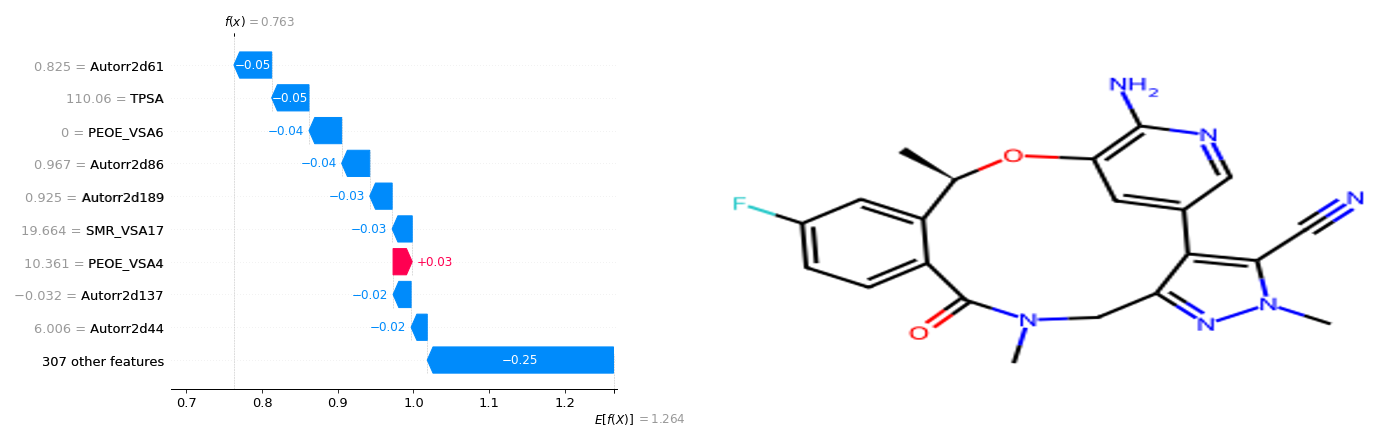 f(x) = 0.763
0.825 = Autorr2d61
−0.05
110.06 = TPSA
−0.05
0 = PEOE_VSA6
−0.04
0.967 = Autorr2d86
−0.04
0.925 = Autorr2d189
−0.03
19.664 = SMR_VSA17
−0.03
10.361 = PEOE_VSA4
+0.03
−0.032 = Autorr2d137
−0.02
6.006 = Autorr2d44
−0.02
307 other features
−0.25
0.7 0.8 0.9 1.0 1.1 1.2
E[f(X)] = 1.264
NH2
N
O
F
N
N
N
O
N